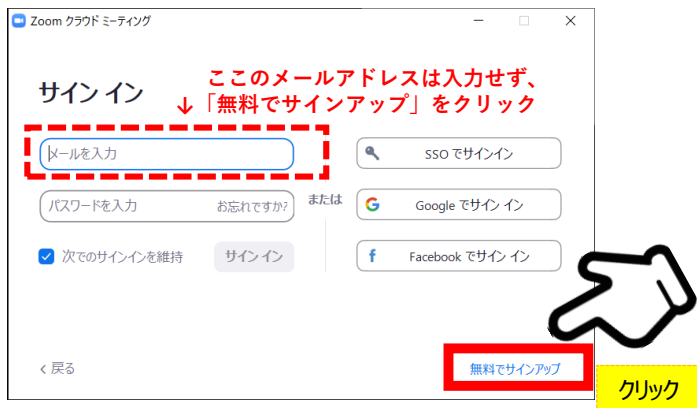 Zoom クラウド ミーティング
サイン イン
ここのメールアドレスは入力せず、
↓「無料でサインアップ」をクリック
メールを入力
SSO でサインイン
パスワードを入力
お忘れですか?
または
Google でサイン イン
次でのサインインを維持
サイン イン
Facebook でサイン イン
戻る
無料でサインアップ
クリック